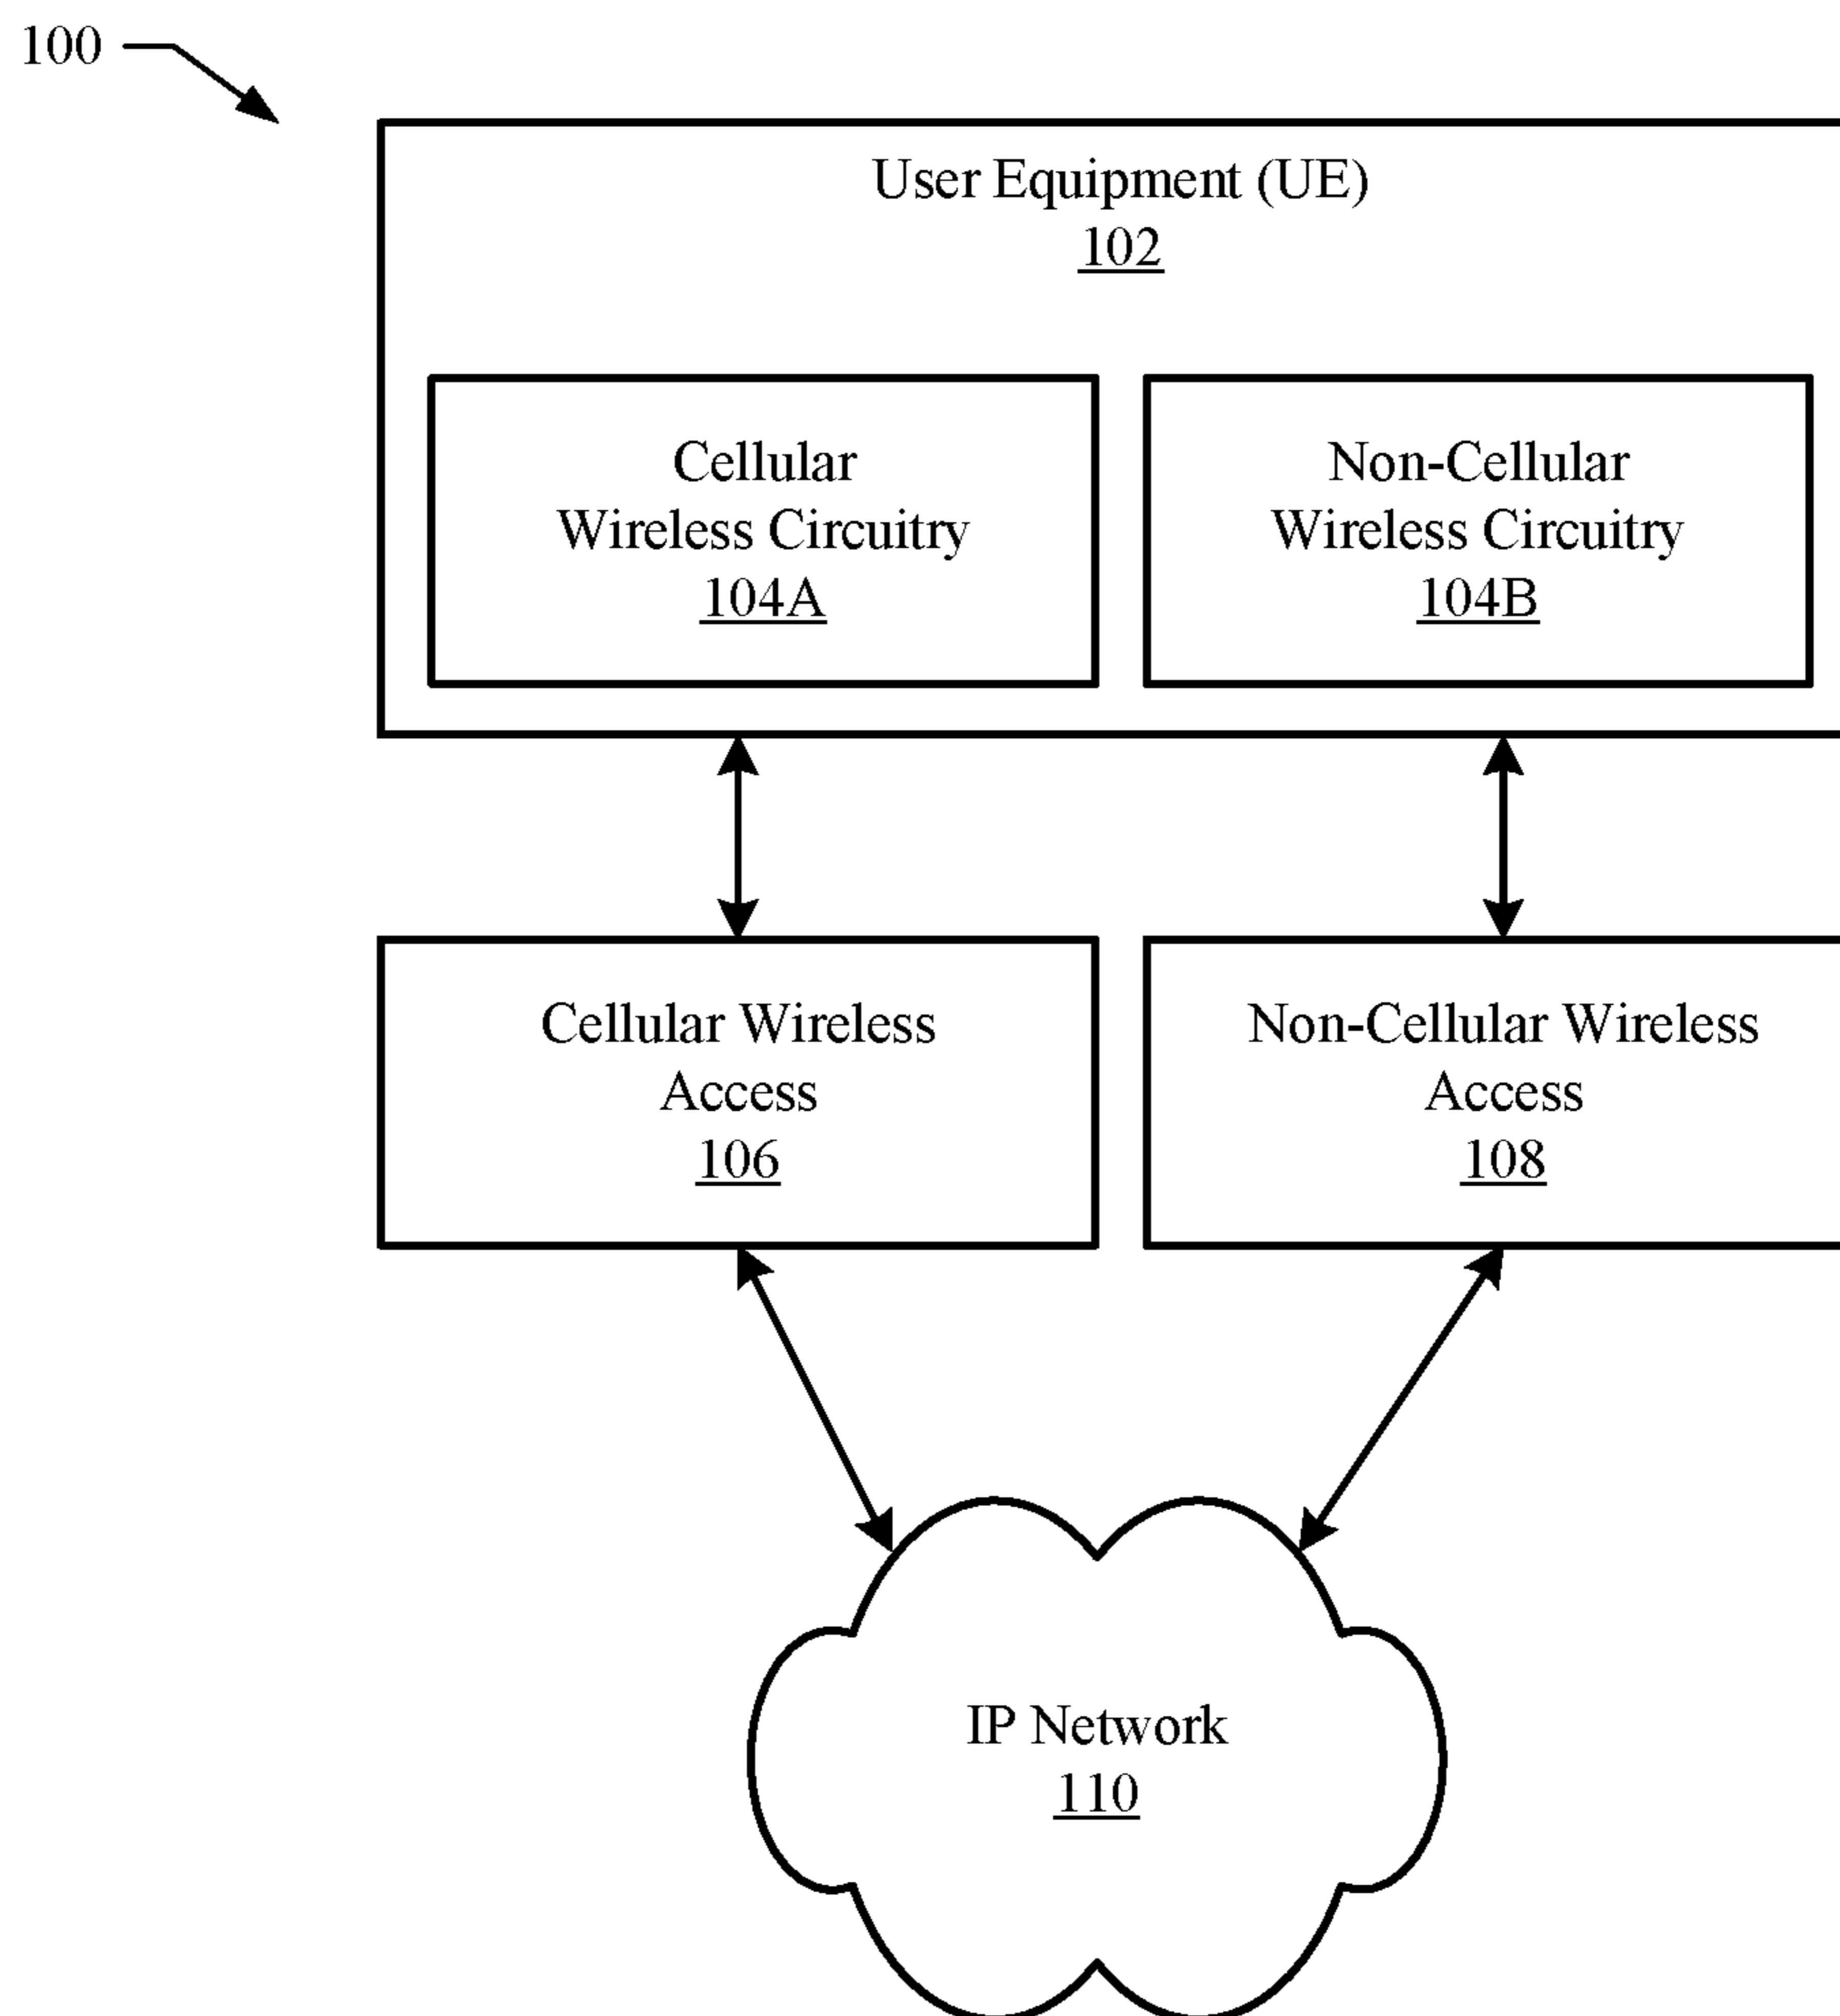 100
User Equipment (UE)
102
Cellular
Wireless Circuitry
104A
Non-Cellular
Wireless Circuitry
104B
Cellular Wireless
Access
106
Non-Cellular Wireless
Access
108
IP Network
110